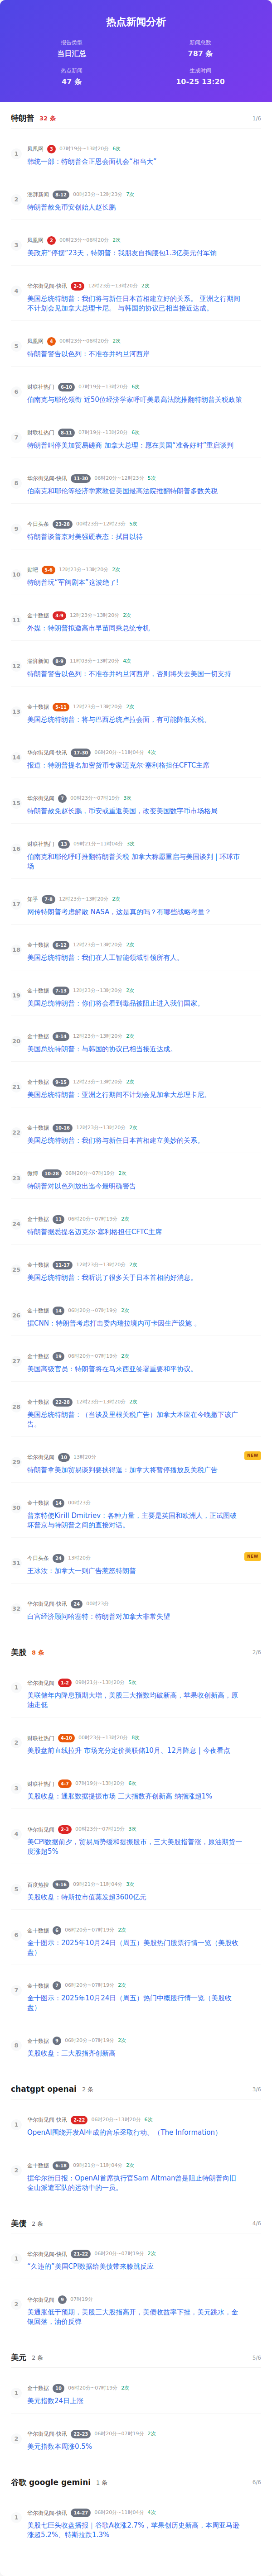 热点新闻分析
报告类型
新闻总数
当日汇总
787 条
热点新闻
生成时间
47 条
10-25 13:20
特朗普 32 条 1/6
1 凤凰网 3 07时19分~13时20分 6次
韩统一部：特朗普金正恩会面机会“相当大”
2 澎湃新闻 8-12 00时23分~12时23分 7次
特朗普赦免币安创始人赵长鹏
3 凤凰网 2 00时23分~06时20分 2次
美政府“停摆”23天，特朗普：我朋友自掏腰包1.3亿美元付军饷
4 华尔街见闻-快讯 2-3 12时23分~13时20分 2次
美国总统特朗普：我们将与新任日本首相建立好的关系。 亚洲之行期间
不计划会见加拿大总理卡尼。 与韩国的协议已相当接近达成。
5 凤凰网 4 00时23分~06时20分 2次
特朗普警告以色列：不准吞并约旦河西岸
6 财联社热门 6-10 07时19分~13时20分 6次
伯南克与耶伦领衔 近50位经济学家呼吁美最高法院推翻特朗普关税政策
7 财联社热门 8-11 07时19分~13时20分 6次
特朗普叫停美加贸易磋商 加拿大总理：愿在美国“准备好时”重启谈判
8 华尔街见闻-快讯 11-30 06时20分~12时23分 5次
伯南克和耶伦等经济学家敦促美国最高法院推翻特朗普多数关税
9 今日头条 23-28 00时23分~12时23分 5次
特朗普谈普京对美强硬表态：拭目以待
10 贴吧 5-6 12时23分~13时20分 2次
特朗普玩“军阀剧本”这波绝了!
11 金十数据 3-9 12时23分~13时20分 2次
外媒：特朗普拟邀高市早苗同乘总统专机
12 澎湃新闻 8-9 11时03分~13时20分 4次
特朗普警告以色列：不准吞并约旦河西岸，否则将失去美国一切支持
13 金十数据 5-11 12时23分~13时20分 2次
美国总统特朗普：将与巴西总统卢拉会面，有可能降低关税。
14 华尔街见闻-快讯 17-30 06时20分~11时04分 4次
报道：特朗普提名加密货币专家迈克尔·塞利格担任CFTC主席
15 华尔街见闻 7 00时23分~07时19分 3次
特朗普赦免赵长鹏，币安或重返美国，改变美国数字币市场格局
16 财联社热门 13 09时21分~11时04分 3次
伯南克和耶伦呼吁推翻特朗普关税 加拿大称愿重启与美国谈判 | 环球市
场
17 知乎 7-8 12时23分~13时20分 2次
网传特朗普考虑解散 NASA，这是真的吗？有哪些战略考量？
18 金十数据 6-12 12时23分~13时20分 2次
美国总统特朗普：我们在人工智能领域引领所有人。
19 金十数据 7-13 12时23分~13时20分 2次
美国总统特朗普：你们将会看到毒品被阻止进入我们国家。
20 金十数据 8-14 12时23分~13时20分 2次
美国总统特朗普：与韩国的协议已相当接近达成。
21 金十数据 9-15 12时23分~13时20分 2次
美国总统特朗普：亚洲之行期间不计划会见加拿大总理卡尼。
22 金十数据 10-16 12时23分~13时20分 2次
美国总统特朗普：我们将与新任日本首相建立美妙的关系。
23 微博 10-28 06时20分~07时19分 2次
特朗普对以色列放出迄今最明确警告
24 金十数据 11 06时20分~07时19分 2次
特朗普据悉提名迈克尔·塞利格担任CFTC主席
25 金十数据 11-17 12时23分~13时20分 2次
美国总统特朗普：我听说了很多关于日本首相的好消息。
26 金十数据 14 06时20分~07时19分 2次
据CNN：特朗普考虑打击委内瑞拉境内可卡因生产设施 。
27 金十数据 19 06时20分~07时19分 2次
美国高级官员：特朗普将在马来西亚签署重要和平协议。
28 金十数据 22-28 12时23分~13时20分 2次
美国总统特朗普：（当谈及里根关税广告）加拿大本应在今晚撤下该广
告。
29 华尔街见闻 10 13时20分 NEW
特朗普拿美加贸易谈判要挟得逞：加拿大将暂停播放反关税广告
30 金十数据 14 00时23分
普京特使Kirill Dmitriev：各种力量，主要是英国和欧洲人，正试图破
坏普京与特朗普之间的直接对话。
31 今日头条 24 13时20分 NEW
王冰汝：加拿大一则广告惹怒特朗普
32 华尔街见闻-快讯 24 00时23分
白宫经济顾问哈塞特：特朗普对加拿大非常失望
美股 8 条 2/6
1 华尔街见闻 1-2 09时21分~13时20分 5次
美联储年内降息预期大增，美股三大指数均破新高，苹果收创新高，原
油走低
2 财联社热门 4-10 00时23分~13时20分 8次
美股盘前直线拉升 市场充分定价美联储10月、12月降息 | 今夜看点
3 财联社热门 4-7 07时19分~13时20分 6次
美股收盘：通胀数据提振市场 三大指数齐创新高 纳指涨超1%
4 华尔街见闻 2-3 00时23分~07时19分 3次
美CPI数据前夕，贸易局势缓和提振股市，三大美股指普涨，原油期货一
度涨超5%
5 百度热搜 9-16 09时21分~11时04分 3次
美股收盘：特斯拉市值蒸发超3600亿元
6 金十数据 6 06时20分~07时19分 2次
金十图示：2025年10月24日（周五）美股热门股票行情一览（美股收
盘）
7 金十数据 7 06时20分~07时19分 2次
金十图示：2025年10月24日（周五）热门中概股行情一览（美股收
盘）
8 金十数据 9 06时20分~07时19分 2次
美股收盘：三大股指齐创新高
chatgpt openai 2 条 3/6
1 华尔街见闻-快讯 2-22 06时20分~13时20分 6次
OpenAI围绕开发AI生成的音乐采取行动。（The Information）
2 金十数据 6-18 09时21分~11时04分 2次
据华尔街日报：OpenAI首席执行官Sam Altman曾是阻止特朗普向旧
金山派遣军队的运动中的一员。
美债 2 条 4/6
1 华尔街见闻-快讯 21-22 06时20分~07时19分 2次
“久违的”美国CPI数据给美债带来膝跳反应
2 华尔街见闻 9 07时19分
美通胀低于预期，美股三大股指高开，美债收益率下挫，美元跳水，金
银回落，油价反弹
美元 2 条 5/6
1 金十数据 10 06时20分~07时19分 2次
美元指数24日上涨
2 华尔街见闻-快讯 22-23 06时20分~07时19分 2次
美元指数本周涨0.5%
谷歌 google gemini 1 条 6/6
1 华尔街见闻-快讯 14-27 06时20分~11时04分 4次
美股七巨头收盘播报｜谷歌A收涨2.7%，苹果创历史新高，本周亚马逊
涨超5.2%、特斯拉跌1.3%